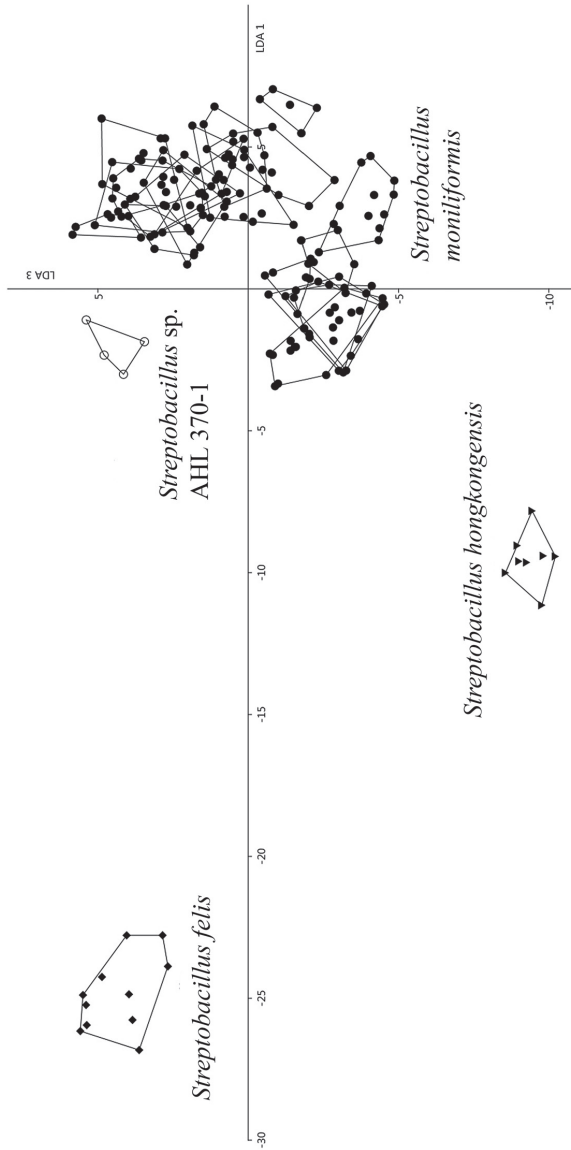 LDA 1
LDA 3
5
5
-5
-10
-5
-10
-15
-20
-25
-30
Streptobacillus
moniliformis
Streptobacillus sp.
AHL 370-1
Streptobacillus hongkongensis
Streptobacillus felis